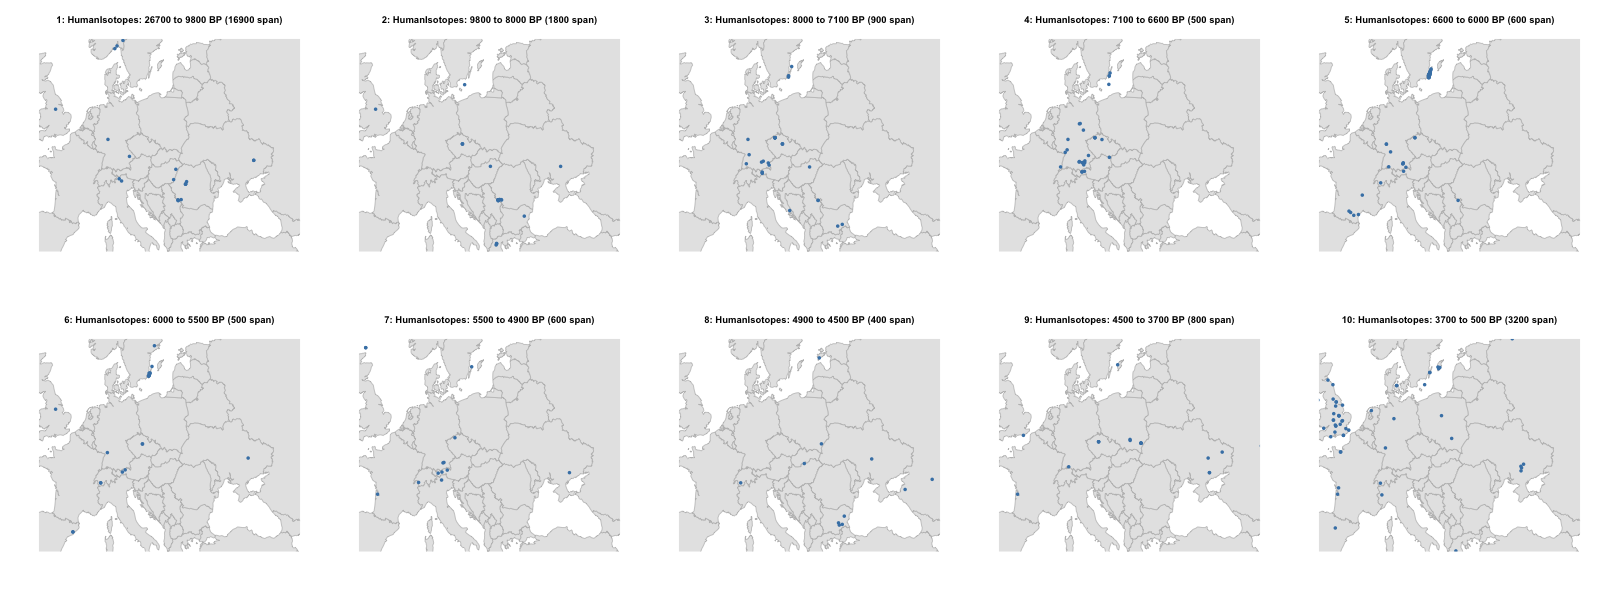 1: HumanIsotopes: 26700 to 9800 BP (16900 span)
2: HumanIsotopes: 9800 to 8000 BP (1800 span)
3: HumanIsotopes: 8000 to 7100 BP (900 span)
4: HumanIsotopes: 7100 to 6600 BP (500 span)
5: HumanIsotopes: 6600 to 6000 BP (600 span)
6: HumanIsotopes: 6000 to 5500 BP (500 span)
7: HumanIsotopes: 5500 to 4900 BP (600 span)
8: HumanIsotopes: 4900 to 4500 BP (400 span)
9: HumanIsotopes: 4500 to 3700 BP (800 span)
10: HumanIsotopes: 3700 to 500 BP (3200 span)